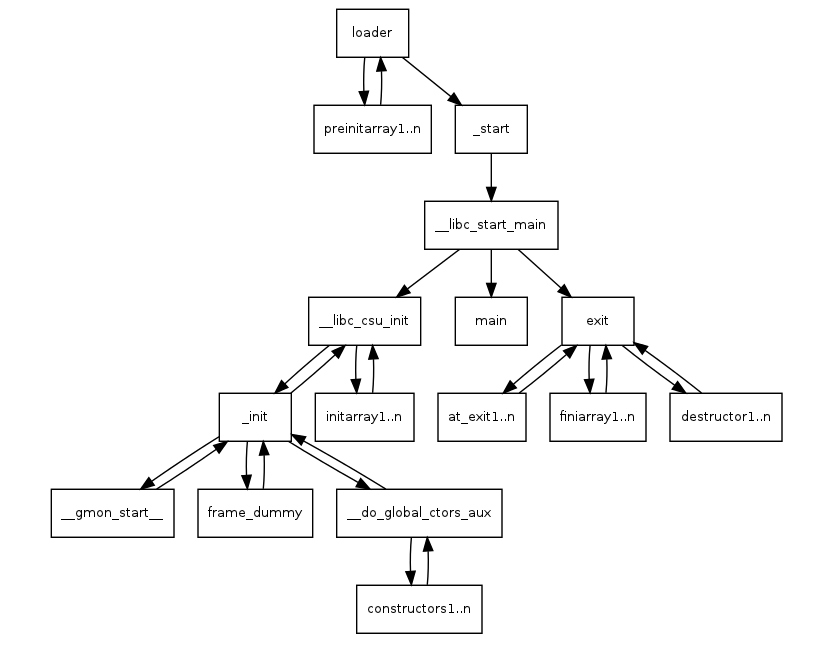 loader
preinitarray1..n
_start
__libc_start_main
__libc_csu_init
main
exit
_init
initarray1..n
at_exit1..n
finiarray1..n
destructor1..n
__gmon_start__
frame_dummy
__do_global_ctors_aux
constructors1..n